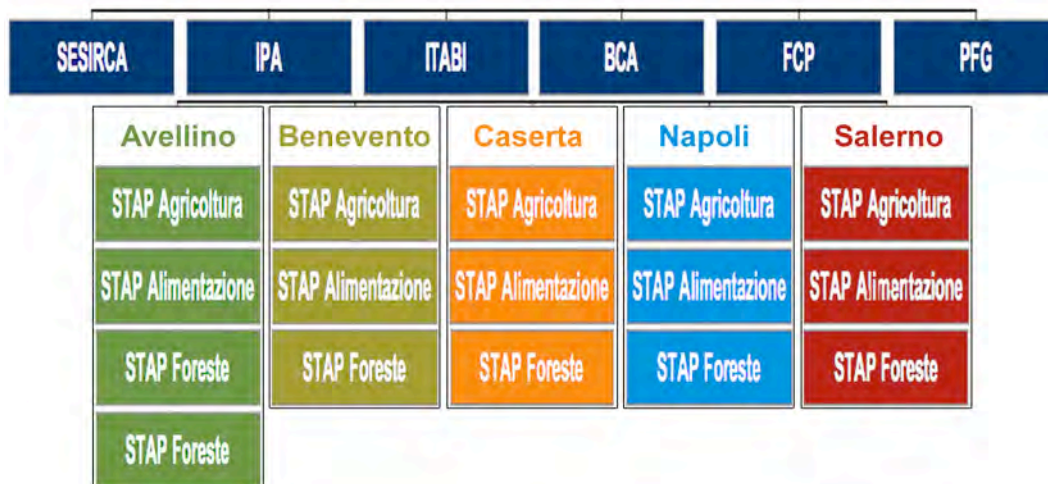 SESIRCA IPA ITABI BCA FCP PFG
Avellino Benevento Caserta Napoli Salerno
STAP Agricoltura STAP Agricoltura STAP Agricoltura STAP Agricoltura STAP Agricoltura
STAP Alimentazione STAP Alimentazione STAP Alimentazione STAP Alimentazione STAP Alimentazione
STAP Foreste STAP Foreste STAP Foreste STAP Foreste STAP Foreste
STAP Foreste